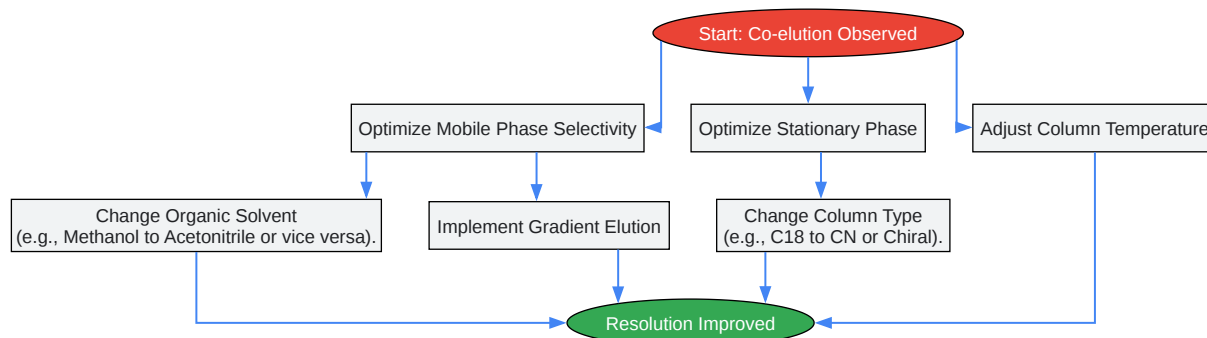 Start: Co-elution Observed
Optimize Mobile Phase Selectivity
Optimize Stationary Phase
Adjust Column Temperature
Change Organic Solvent
(e.g., Methanol to Acetonitrile or vice versa).
Implement Gradient Elution
Change Column Type
(e.g., C18 to CN or Chiral).
Resolution Improved